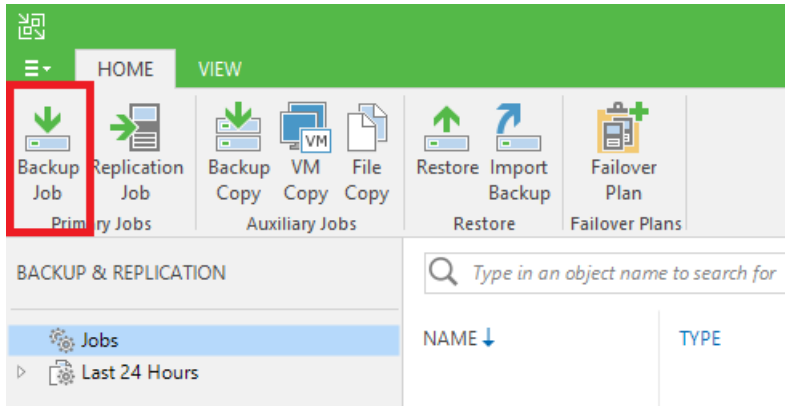 HOME VIEW
Backup Job
Replication Job
Backup Copy
VM
VM Copy
File Copy
Restore
Import Backup
Failover Plan
Primary Jobs
Auxiliary Jobs
Restore
Failover Plans
BACKUP & REPLICATION
Type in an object name to search for
Jobs
Last 24 Hours
NAME
TYPE